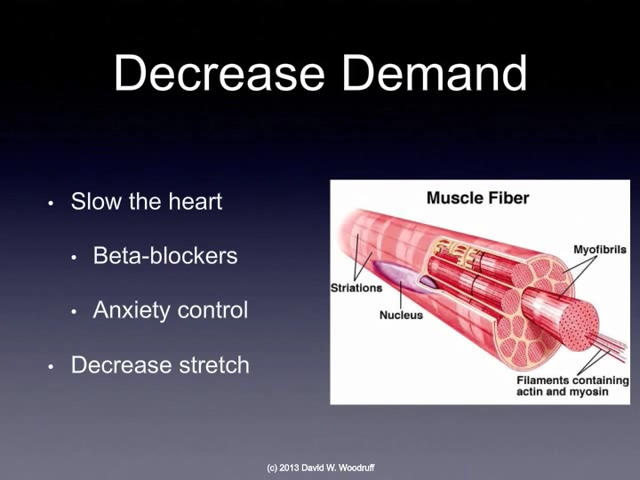 Decrease Demand
• Slow the heart
• Beta-blockers
• Anxiety control
• Decrease stretch
Muscle Fiber
Myofibrils
Striations
Nucleus
Filaments containing
actin and myosin
(c) 2013 David W. Woodruff